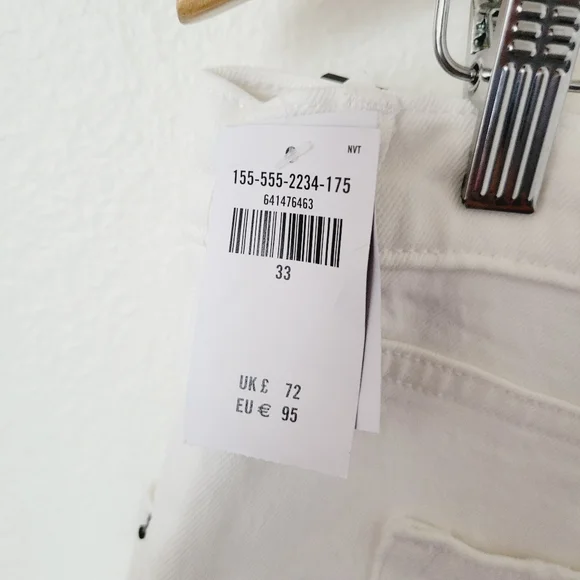 NVT
155-555-2234-175
641476463
33
UK £ 72
EU € 95